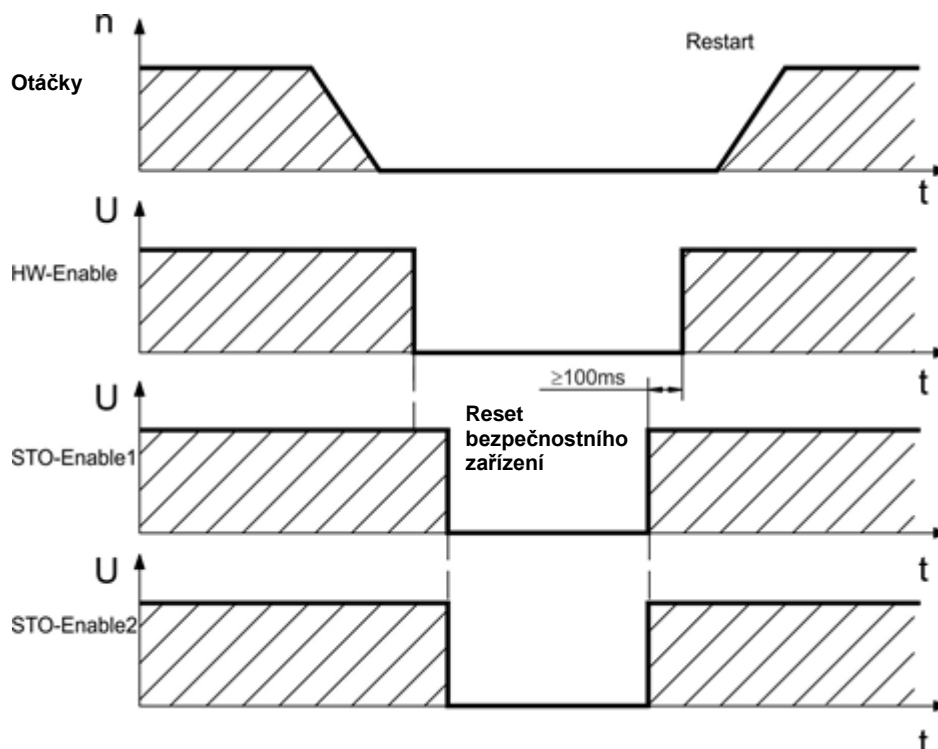 n
Restart
Otáčky
t
U
HW-Enable
t
≥100ms
U
Reset
bezpečnostního
zařízení
STO-Enable1
t
U
STO-Enable2
t